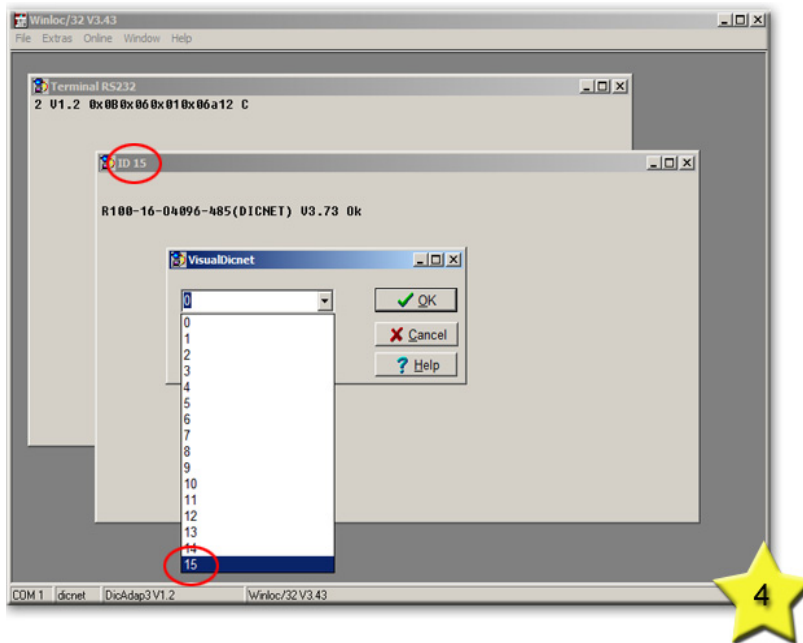 Winloc/32 V3.43
File Extras Online Window Help
Terminal RS232
2 V1.2 0x0B0x060x010x06a12 C
ID 15
R100-16-04096-485(DICNET) V3.73 Ok
VisualDicnet
0
OK
0
1
Cancel
2
3
Help
4
5
6
7
8
9
10
11
12
13
14
15
COM 1 dicnet DicAdap3 V1.2 Winloc/32 V3.43
4